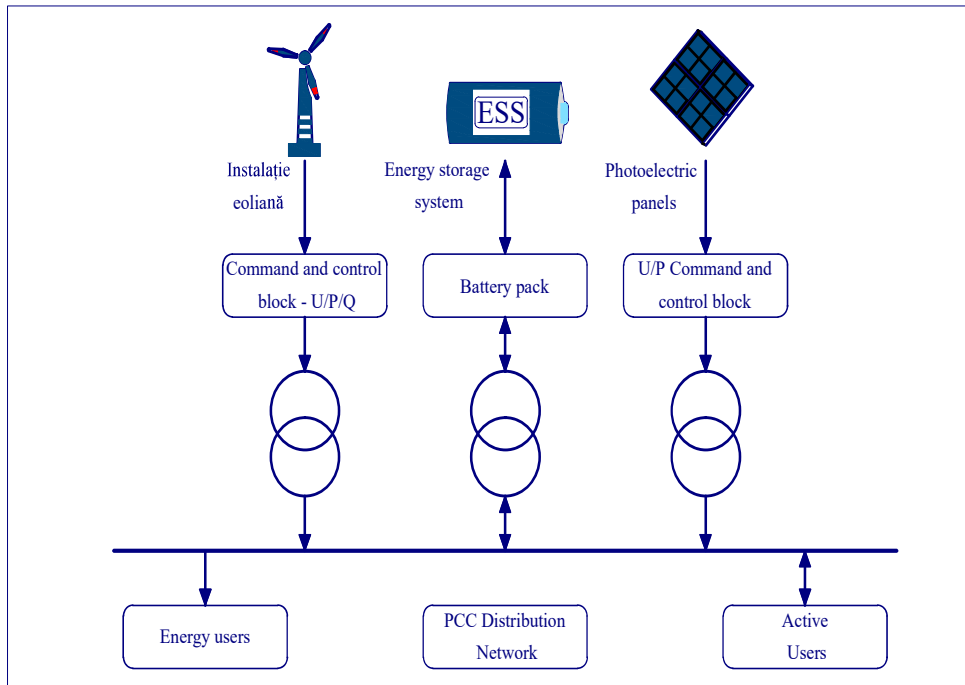 ESS
Instalație
eoliană
Energy storage
system
Photoelectric
panels
Command and control
block - U/P/Q
Battery pack
U/P Command and
control block
Energy users
PCC Distribution
Network
Active
Users